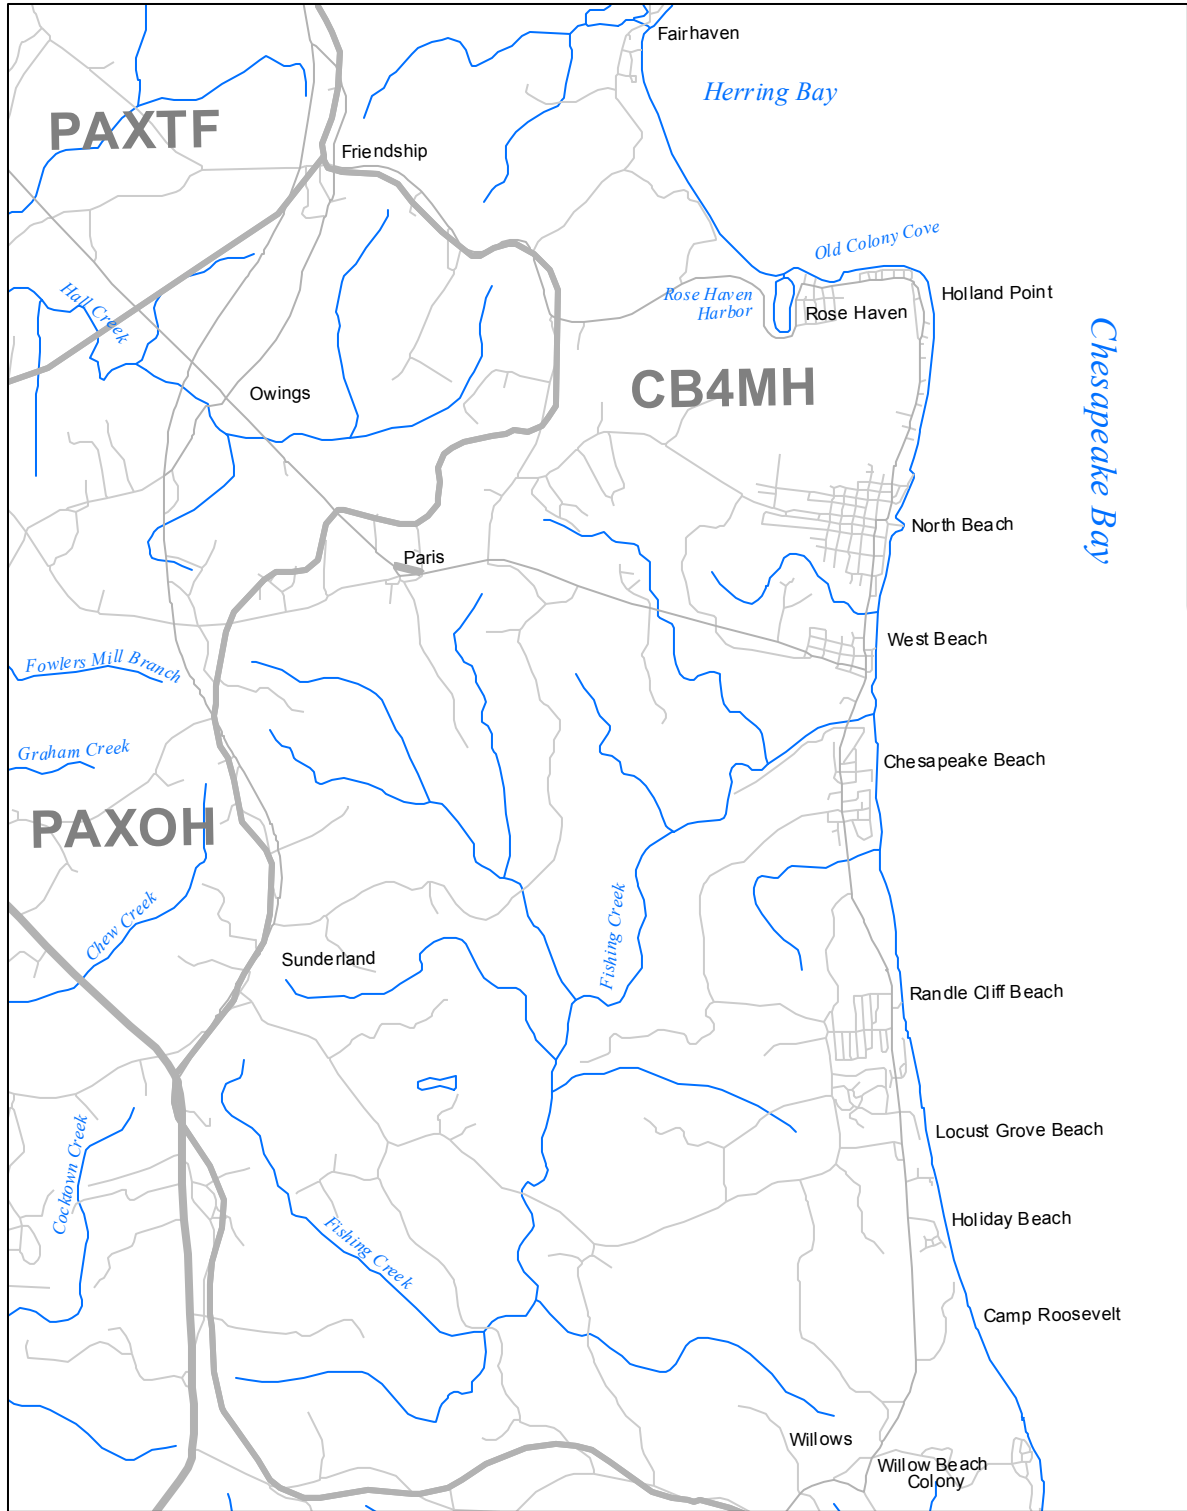 Fairhaven
Herring Bay
PAXTF
Friendship
Old Colony Cove
Hall Creek
Rose Haven
Harbor
Holland Point
Rose Haven
Chesapeake Bay
Owings
CB4MH
North Beach
Paris
West Beach
Fowlers Mill Branch
Graham Creek
Chesapeake Beach
PAXOH
Chew Creek
Fishing Creek
Sunderland
Randle Cliff Beach
Locust Grove Beach
Cocktown Creek
Holiday Beach
Fishing Creek
Camp Roosevelt
Willows
Willow Beach
Colony